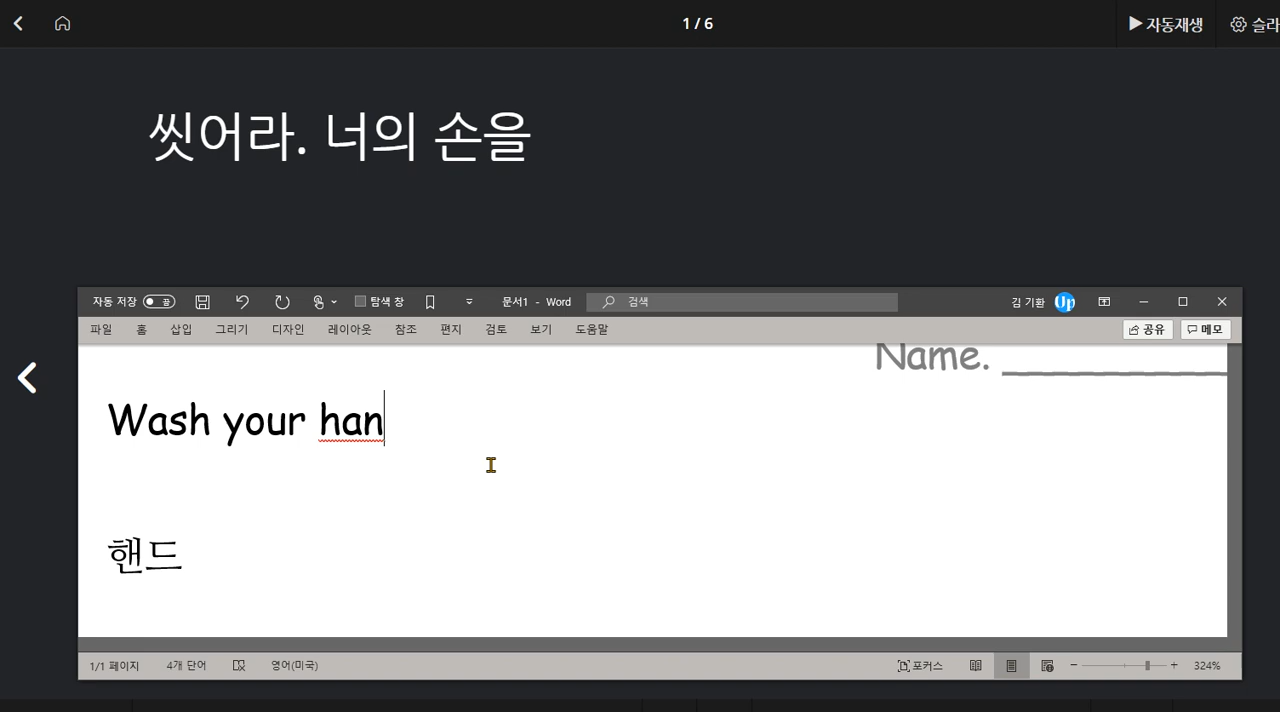 1 / 6
자동재생
슬라
씻어라. 너의 손을
자동 저장 끔 탐색 창 문서1 - Word 검색 김 기환 Up
파일 홈 삽입 그리기 디자인 레이아웃 참조 편지 검토 보기 도움말 공유 메모
Name. ____________
Wash your han
핸드
1/1 페이지 4개 단어 영어(미국) 포커스 324%